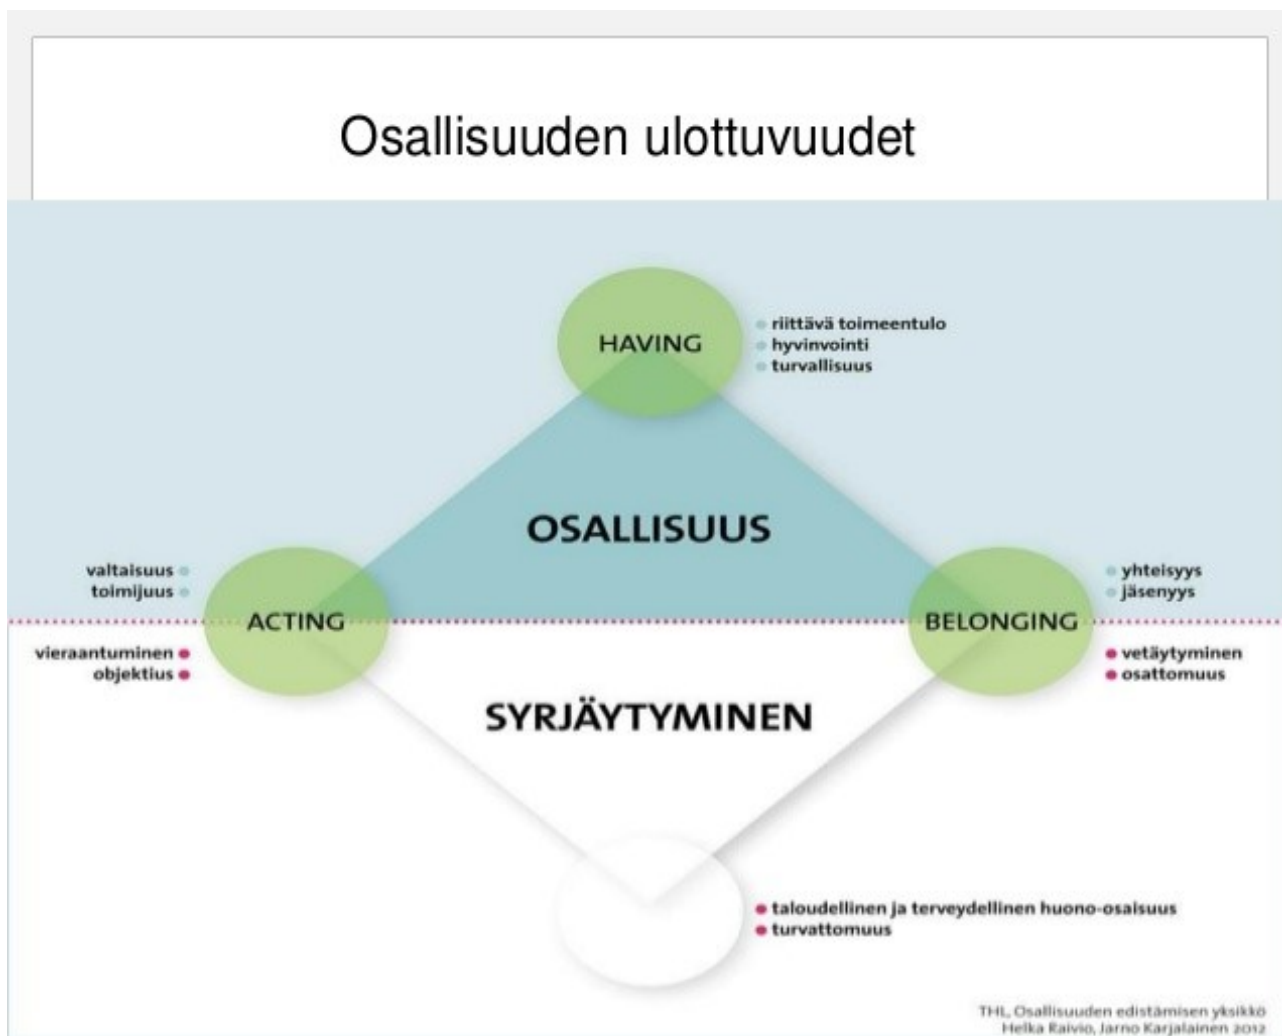 Osallisuuden ulottuvuudet
HAVING
riittävä toimeentulo
hyvinvointi
turvallisuus
OSALLISUUS
valtaisuus
toimijuus
ACTING
vieraantuminen
objektius
yhteisyys
jäsenyys
BELONGING
vetäytyminen
osattomuus
SYRJÄYTYMINEN
taloudellinen ja terveydellinen huono-osaisuus
turvattomuus
THL, Osallisuuden edistämisen yksikkö
Helka Raivio, Jarno Karjalainen 2012